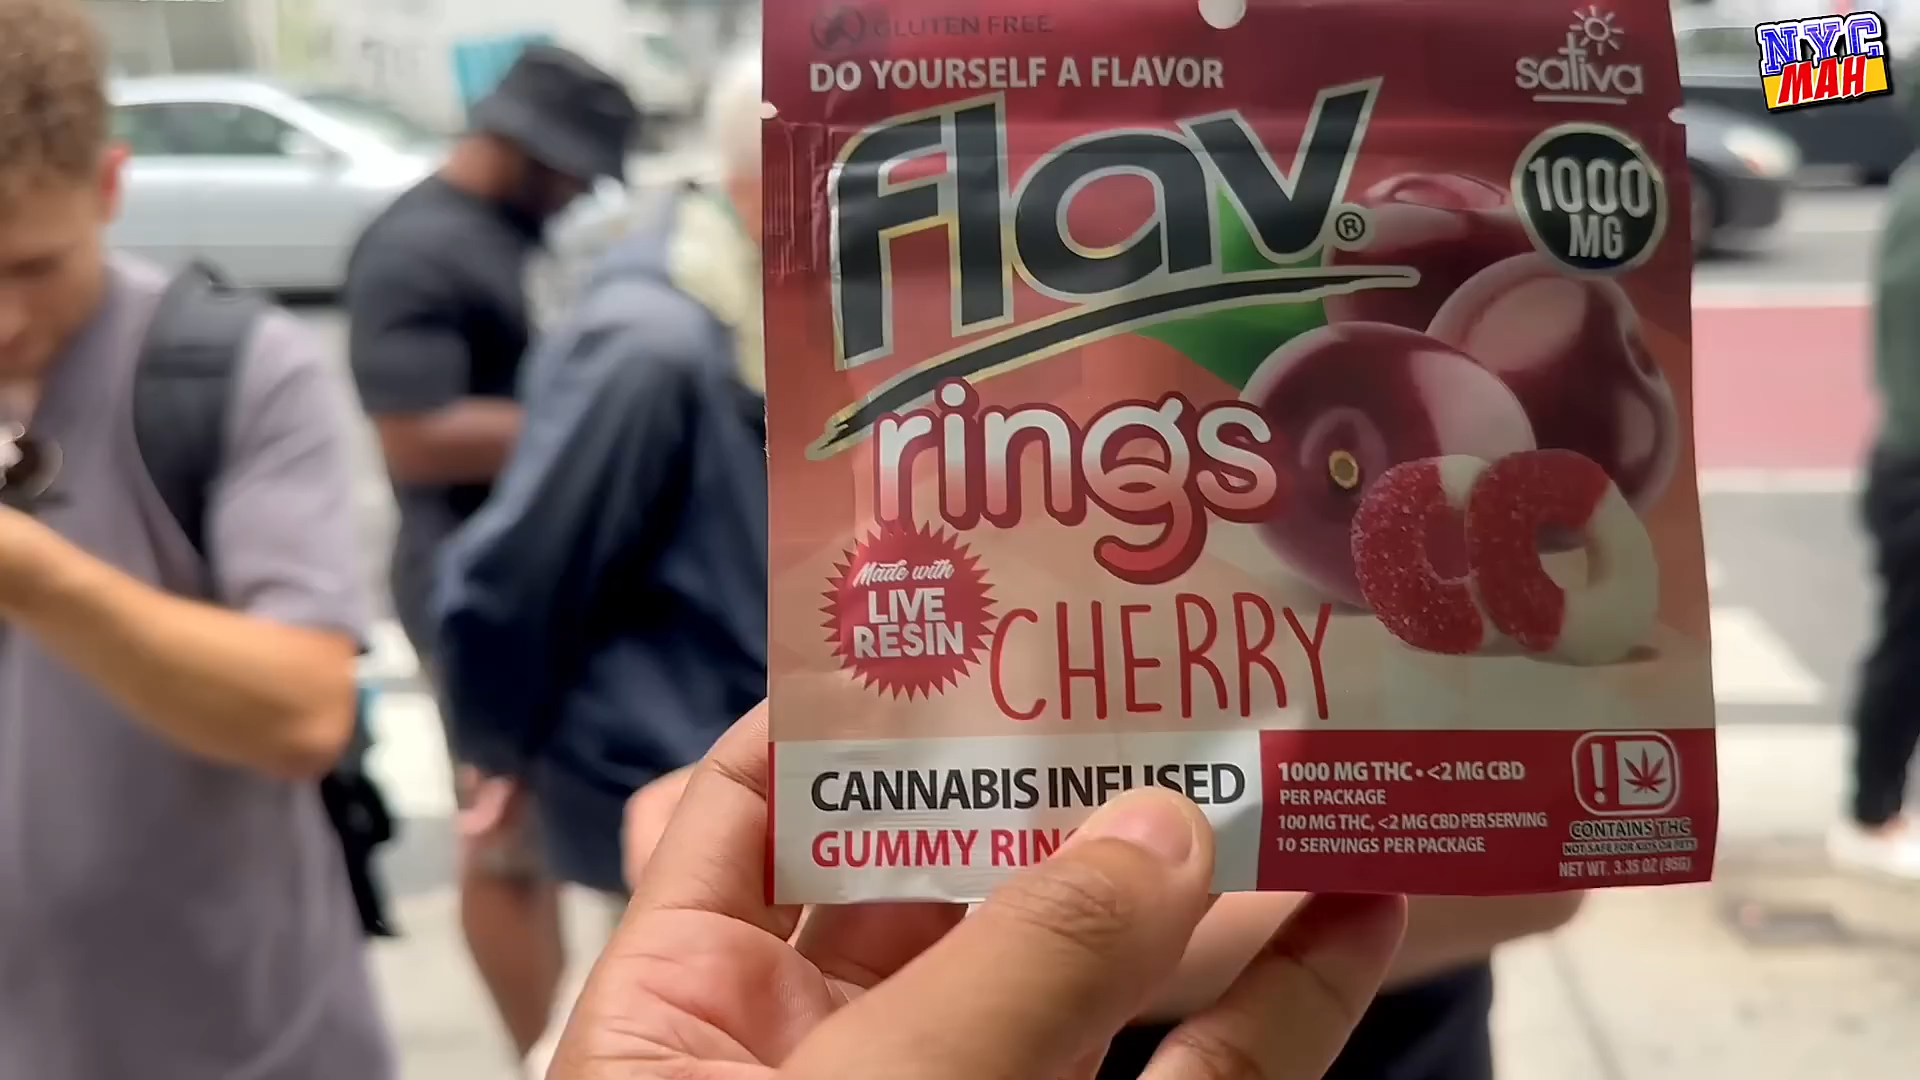 GLUTEN FREE
DO YOURSELF A FLAVOR
sativa
flav®
1000
MG
rings
Made with
LIVE
RESIN
CHERRY
CANNABIS INFUSED
GUMMY RIN
1000 MG THC • <2 MG CBD
PER PACKAGE
100 MG THC, <2 MG CBD PER SERVING
10 SERVINGS PER PACKAGE
!
CONTAINS THC
NOT SAFE FOR KIDS OR PETS
NET WT. 3.35 OZ (95G)
NYC
MAH